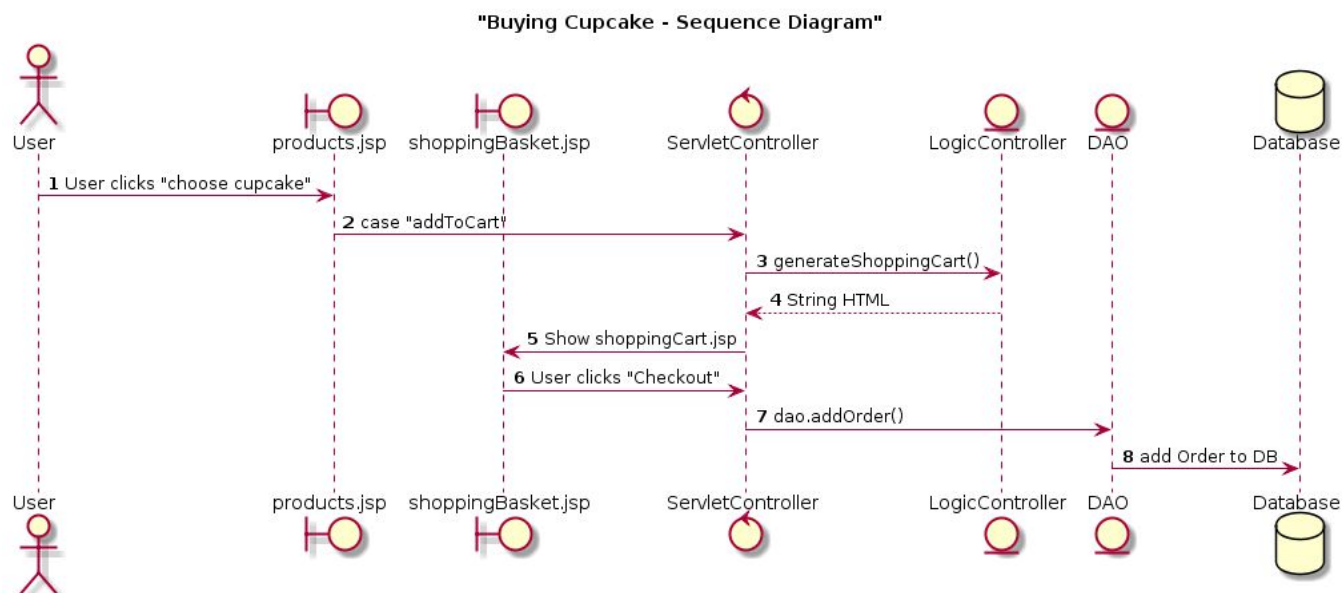 "Buying Cupcake - Sequence Diagram"
User products.jsp shoppingBasket.jsp ServletController LogicController DAO Database
1 User clicks "choose cupcake"
2 case "addToCart"
3 generateShoppingCart()
4 String HTML
5 Show shoppingCart.jsp
6 User clicks "Checkout"
7 dao.addOrder()
8 add Order to DB
User products.jsp shoppingBasket.jsp ServletController LogicController DAO Database